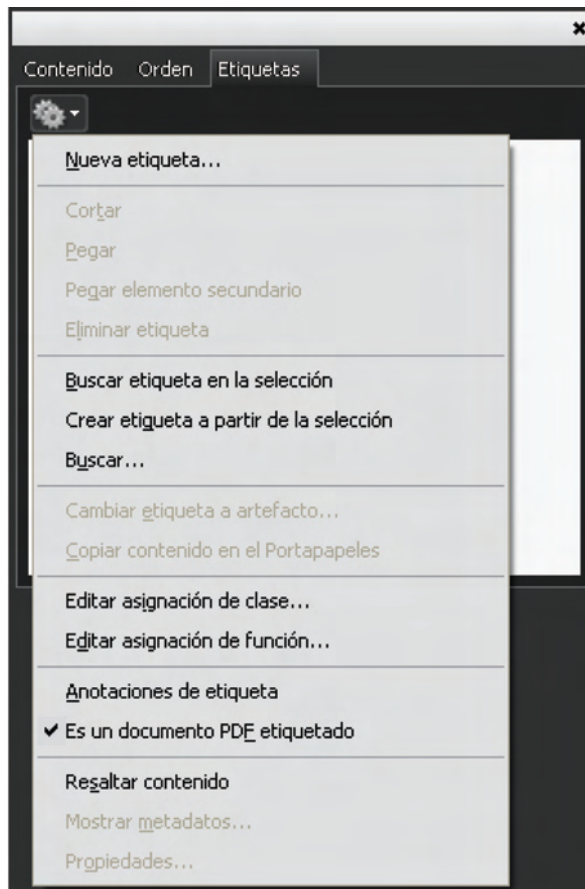 Contenido Orden Etiquetas
Nueva etiqueta...
Cortar
Pegar
Pegar elemento secundario
Eliminar etiqueta
Buscar etiqueta en la selección
Crear etiqueta a partir de la selección
Buscar...
Cambiar etiqueta a artefacto...
Copiar contenido en el Portapapeles
Editar asignación de clase...
Editar asignación de función...
Anotaciones de etiqueta
Es un documento PDF etiquetado
Resaltar contenido
Mostrar metadatos...
Propiedades...